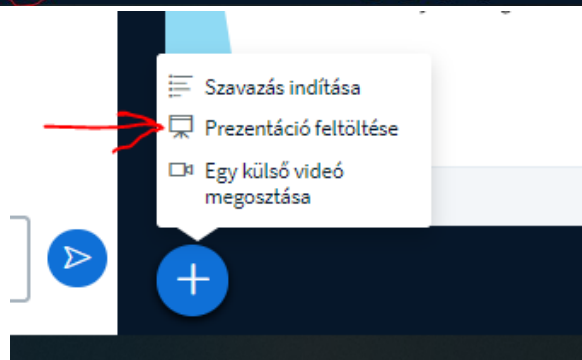 Szavazás indítása
Prezentáció feltöltése
Egy külső videó
megosztása